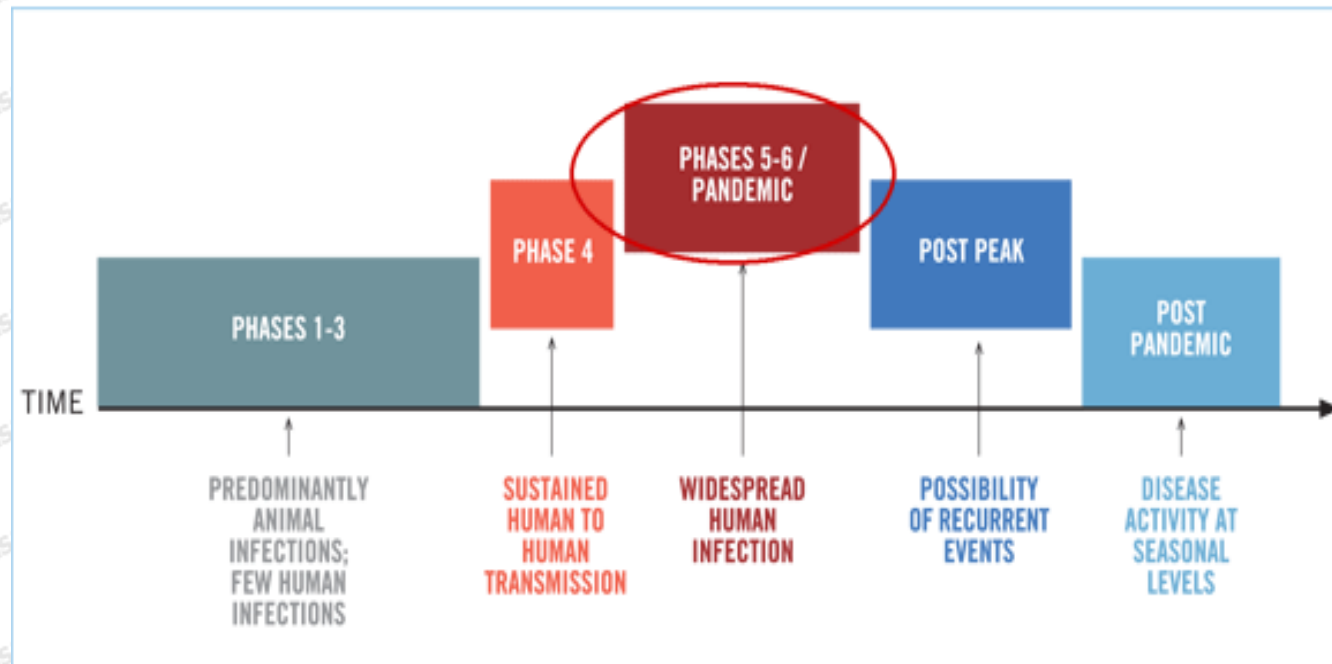 PHASES 5-6 /
PANDEMIC
PHASE 4
POST PEAK
PHASES 1-3
POST
PANDEMIC
TIME
PREDOMINANTLY
ANIMAL
INFECTIONS;
FEW HUMAN
INFECTIONS
SUSTAINED
HUMAN TO
HUMAN
TRANSMISSION
WIDESPREAD
HUMAN
INFECTION
POSSIBILITY
OF RECURRENT
EVENTS
DISEASE
ACTIVITY AT
SEASONAL
LEVELS